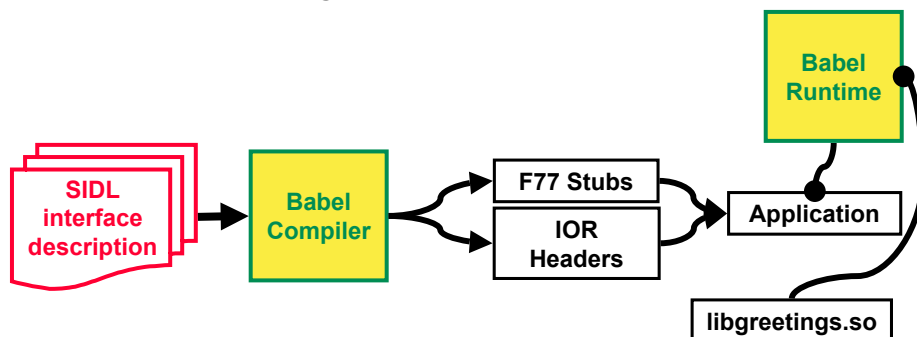 Babel
Runtime
SIDL
interface
description
Babel
Compiler
F77 Stubs
IOR
Headers
Application
libgreetings.so